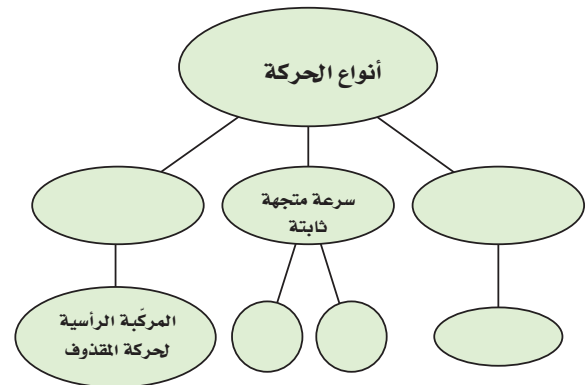 أنواع الحركة
سرعة متجهة
ثابتة
المركّبة الرأسية
لحركة المقذوف